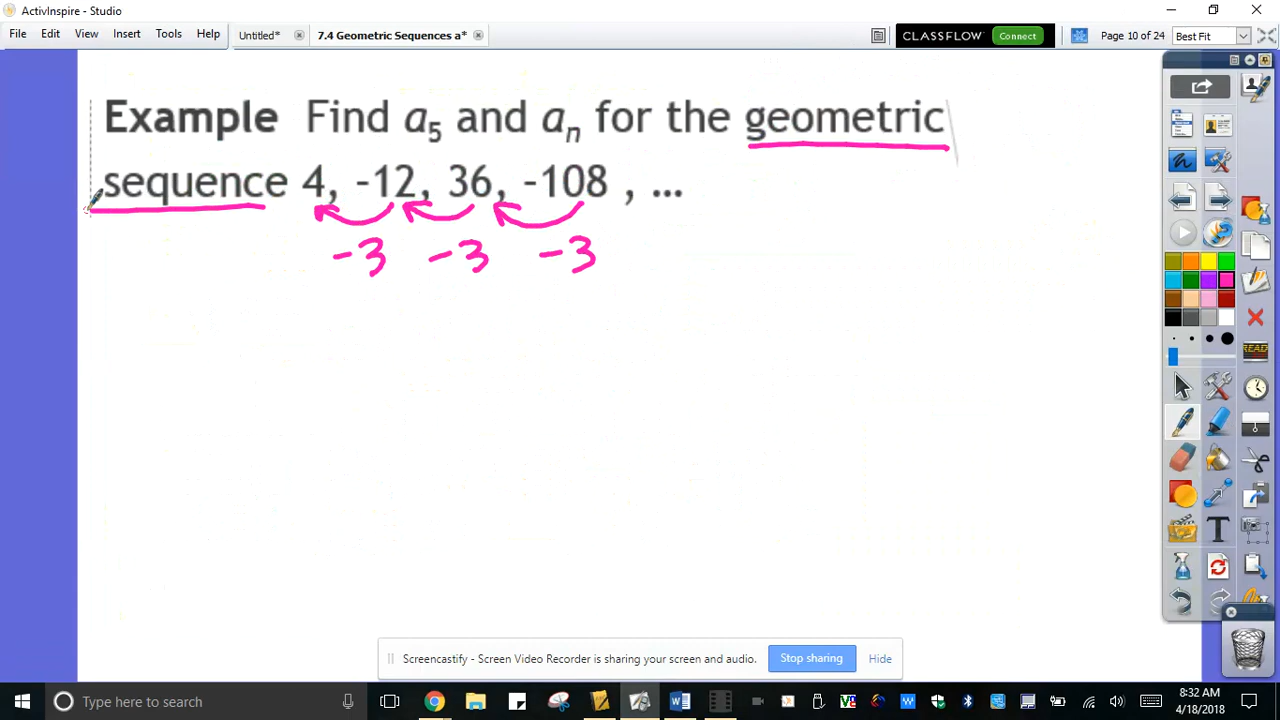 ActivInspire - Studio
File Edit View Insert Tools Help Untitled* 7.4 Geometric Sequences a* CLASSFLOW Connect Page 10 of 24 Best Fit
Example Find a5 and an for the geometric
sequence 4, -12, 36, -108 , ...
-3 -3 -3
READ
T
Screencastify - Screen Video Recorder is sharing your screen and audio. Stop sharing Hide
Type here to search
8:32 AM
4/18/2018